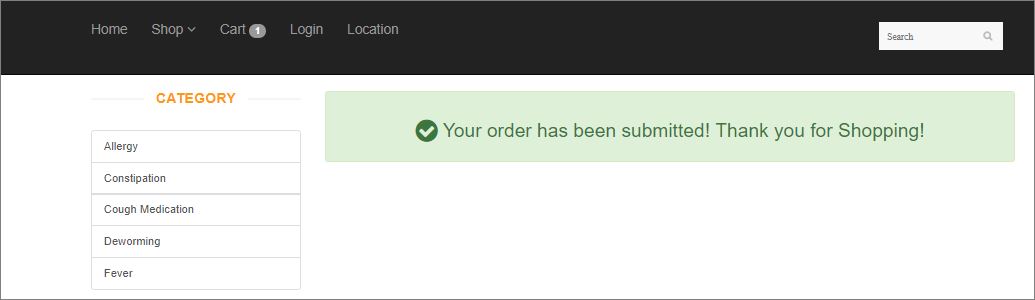 Home Shop Cart 1 Login Location Search
CATEGORY
Allergy
Constipation
Cough Medication
Deworming
Fever
Your order has been submitted! Thank you for Shopping!